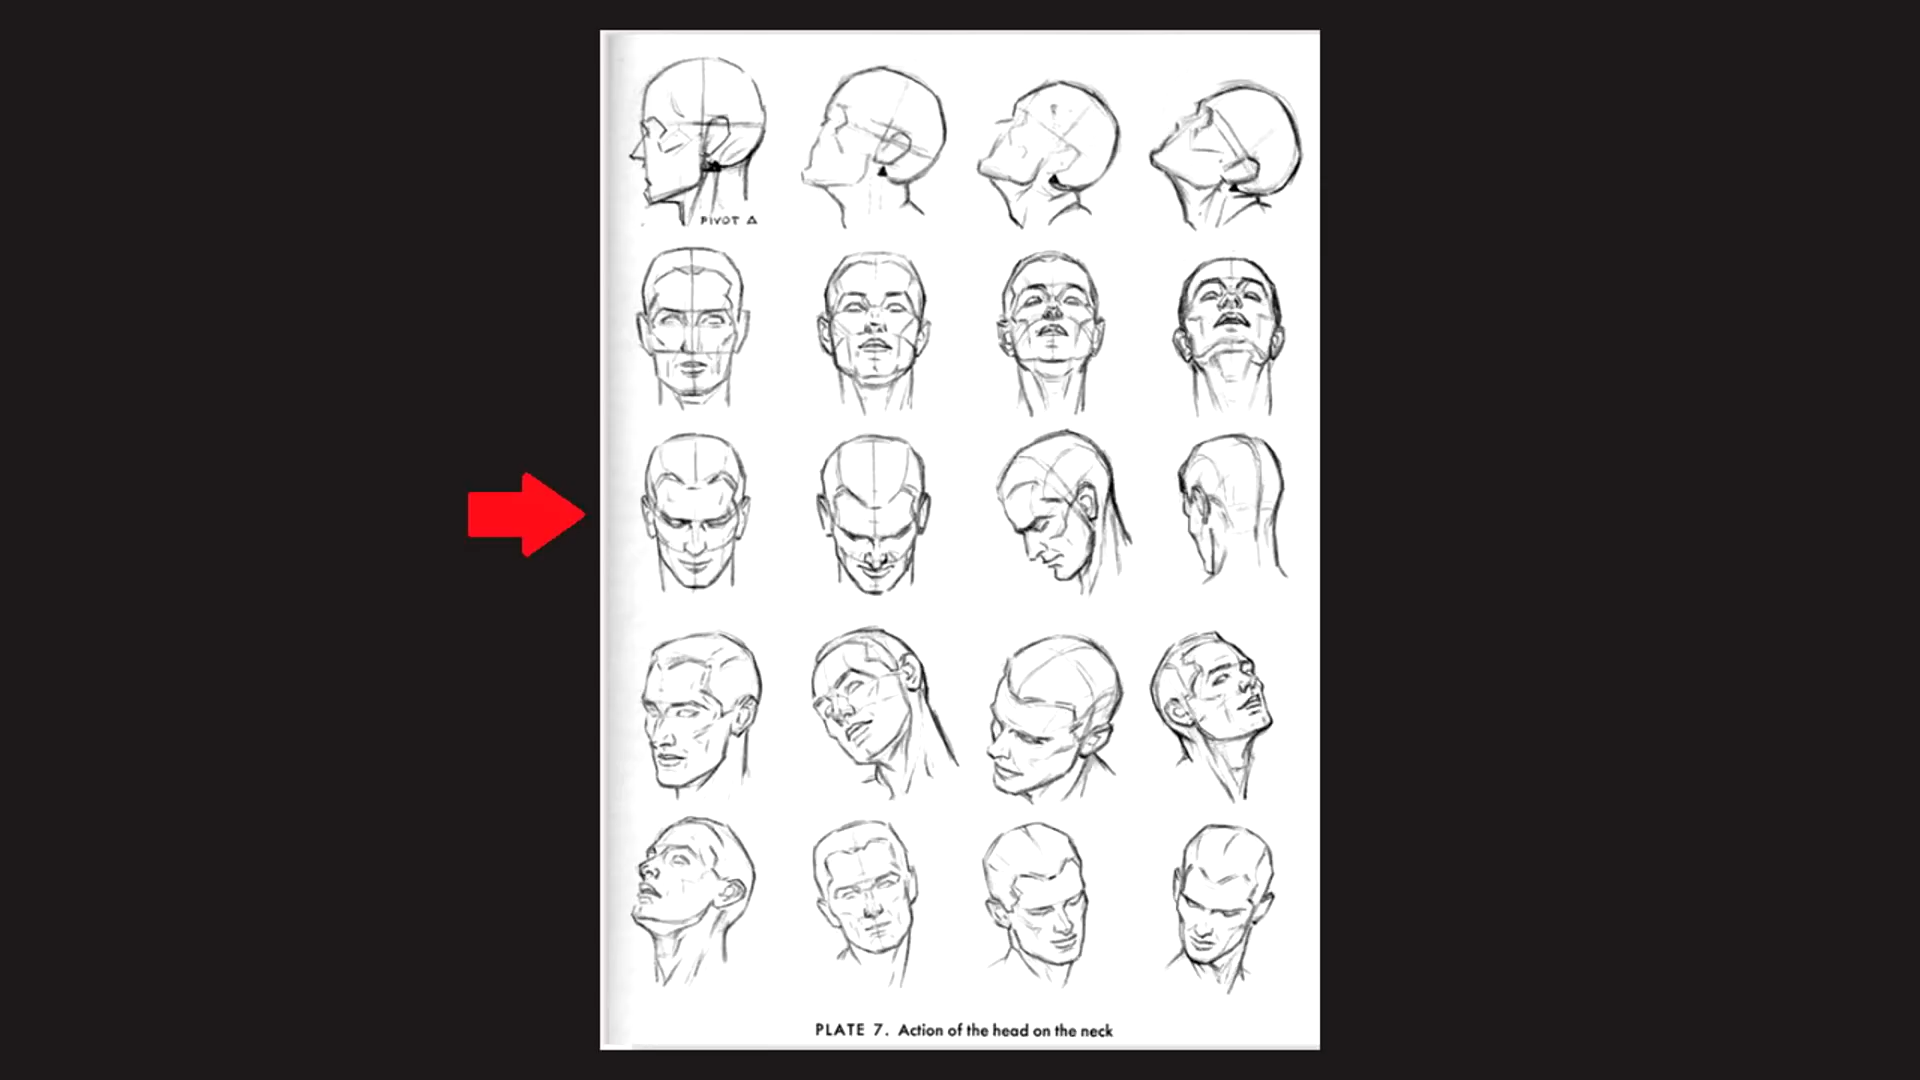 PIVOT △
PLATE 7. Action of the head on the neck